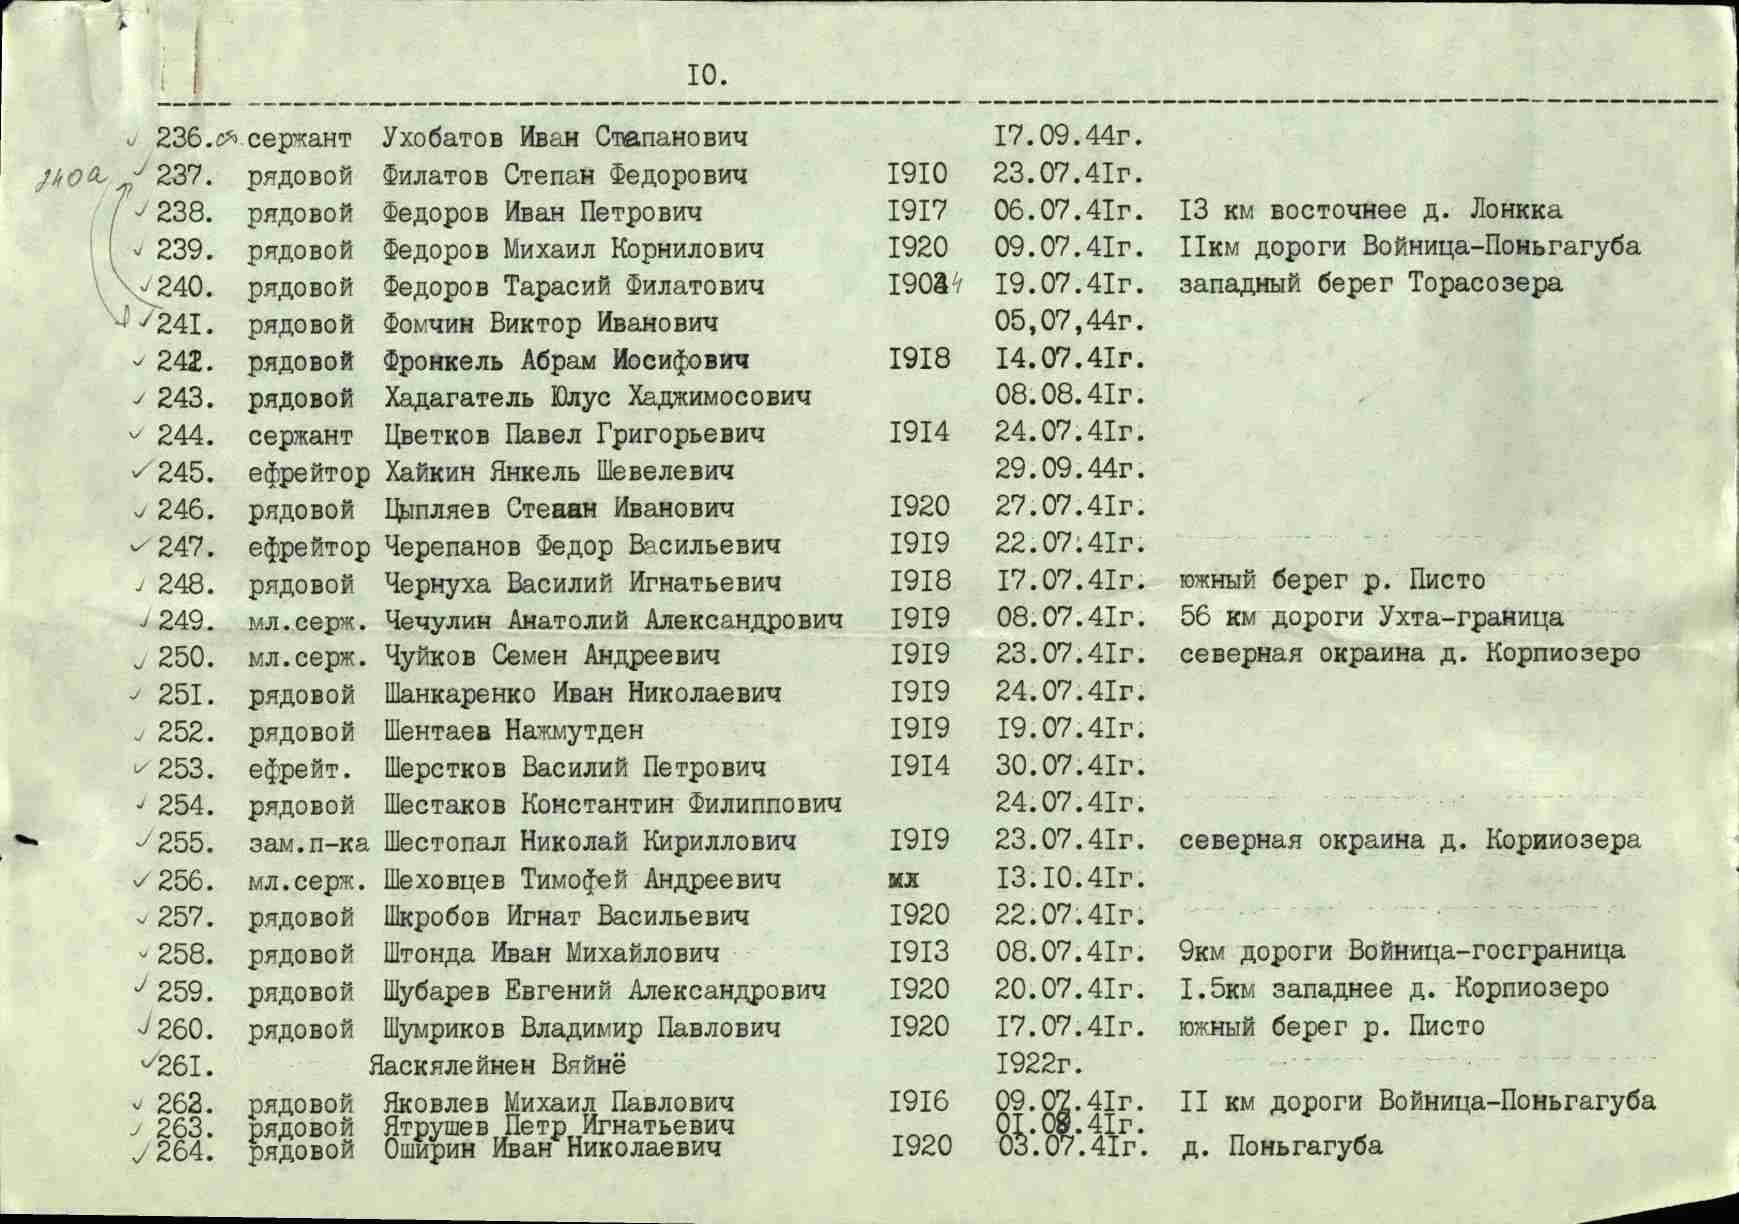 10.
236. ст. сержант Ухобатов Иван Степанович 17.09.44г.
240а 237. рядовой Филатов Степан Федорович 1910 23.07.41г.
238. рядовой Федоров Иван Петрович 1917 06.07.41г. 13 км восточнее д. Лонкка
239. рядовой Федоров Михаил Корнилович 1920 09.07.41г. 11км дороги Войница-Поньгагуба
240. рядовой Федоров Тарасий Филатович 1904 19.07.41г. западный берег Торасозера
241. рядовой Фомчин Виктор Иванович 05,07,44г.
242. рядовой Фронкель Абрам Иосифович 1918 14.07.41г.
243. рядовой Хадагатель Юлус Хаджимосович 08.08.41г.
244. сержант Цветков Павел Григорьевич 1914 24.07.41г.
245. ефрейтор Хайкин Янкель Шевелевич 29.09.44г.
246. рядовой Цыпляев Степан Иванович 1920 27.07.41г.
247. ефрейтор Черепанов Федор Васильевич 1919 22.07.41г.
248. рядовой Чернуха Василий Игнатьевич 1918 17.07.41г. южный берег р. Писто
249. мл.серж. Чечулин Анатолий Александрович 1919 08.07.41г. 56 км дороги Ухта-граница
250. мл.серж. Чуйков Семен Андреевич 1919 23.07.41г. северная окраина д. Корпиозеро
251. рядовой Шанкаренко Иван Николаевич 1919 24.07.41г.
252. рядовой Шентаев Нажмутден 1919 19.07.41г.
253. ефрейт. Шерстков Василий Петрович 1914 30.07.41г.
254. рядовой Шестаков Константин Филиппович 24.07.41г.
255. зам.п-ка Шестопал Николай Кириллович 1919 23.07.41г. северная окраина д. Корииозера
256. мл.серж. Шеховцев Тимофей Андреевич 13.10.41г.
257. рядовой Шкробов Игнат Васильевич 1920 22.07.41г.
258. рядовой Штонда Иван Михайлович 1913 08.07.41г. 9км дороги Войница-госграница
259. рядовой Шубарев Евгений Александрович 1920 20.07.41г. 1.5км западнее д. Корпиозеро
260. рядовой Шумриков Владимир Павлович 1920 17.07.41г. южный берег р. Писто
261. Яаскялейнен Вяйнё 1922г.
262. рядовой Яковлев Михаил Павлович 1916 09.07.41г. 11 км дороги Войница-Поньгагуба
263. рядовой Ятрушев Петр Игнатьевич 01.08.41г.
264. рядовой Оширин Иван Николаевич 1920 03.07.41г. д. Поньгагуба